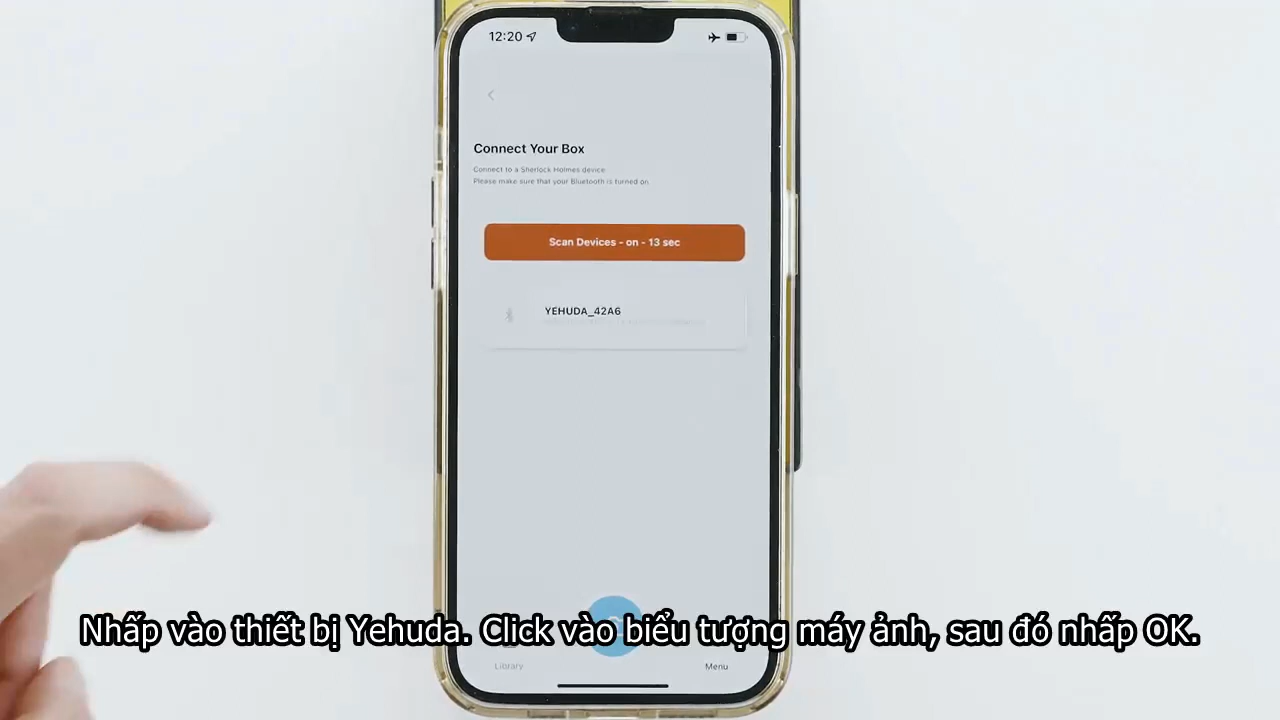 12:20
Connect Your Box
Connect to a Sherlock Holmes device
Please make sure that your Bluetooth is turned on
Scan Devices - on - 13 sec
YEHUDA_42A6
Nhấp vào thiết bị Yehuda. Click vào biểu tượng máy ảnh, sau đó nhấp OK.
Library
Menu